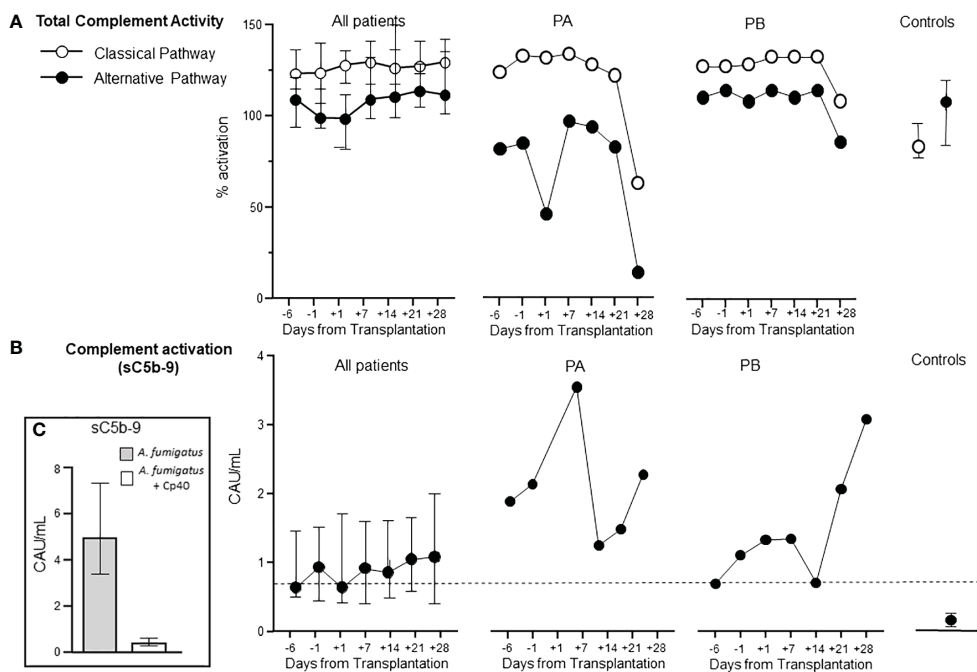 A Total Complement Activity
Classical Pathway
Alternative Pathway
All patients PA PB Controls
150
100
50
0
% activation
-6 -1 +1 +7 +14 +21 +28
Days from Transplantation
-6 -1 +1 +7 +14 +21 +28
Days from Transplantation
-6 -1 +1 +7 +14 +21 +28
Days from Transplantation
B Complement activation
(sC5b-9)
All patients PA PB Controls
4
3
2
1
0
CAU/mL
-6 -1 +1 +7 +14 +21 +28
Days from Transplantation
-6 -1 +1 +7 +14 +21 +28
Days from Transplantation
-6 -1 +1 +7 +14 +21 +28
Days from Transplantation
C sC5b-9
A. fumigatus
A. fumigatus
+ Cp40
8
6
4
2
0
CAU/mL